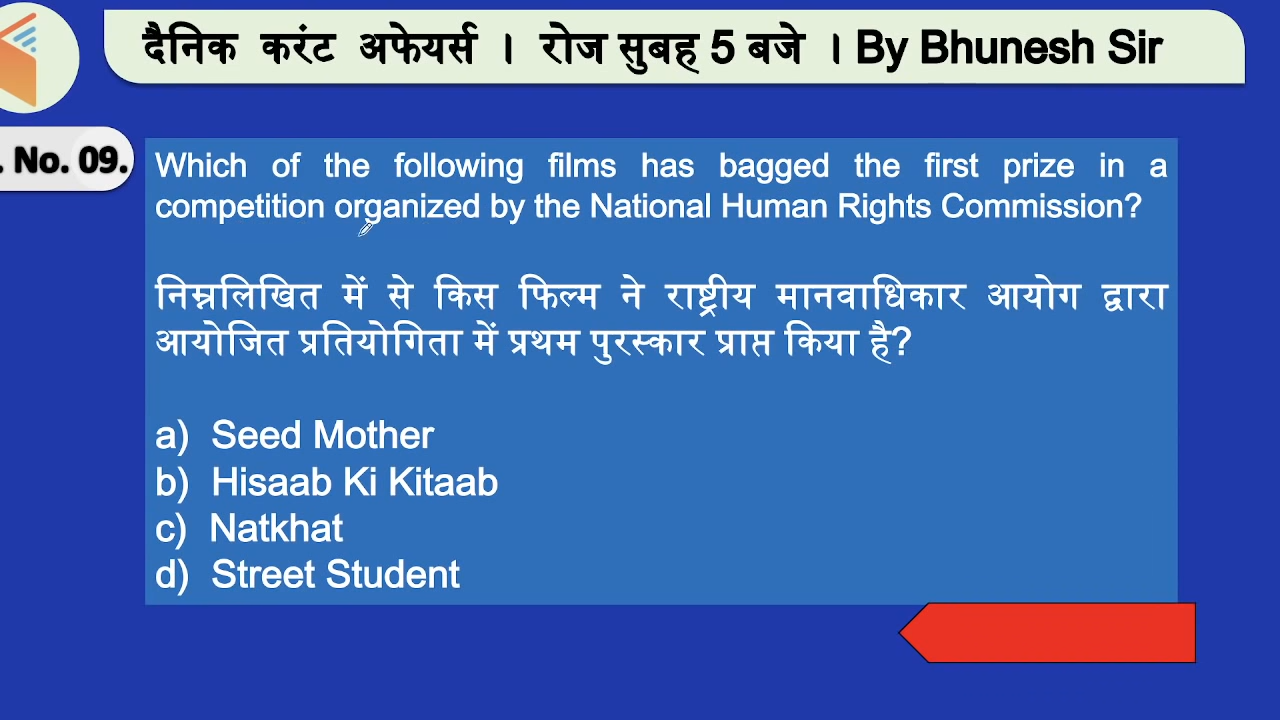 दैनिक करंट अफेयर्स । रोज सुबह 5 बजे । By Bhunesh Sir
. No. 09.
Which of the following films has bagged the first prize in a
competition organized by the National Human Rights Commission?
निम्नलिखित में से किस फिल्म ने राष्ट्रीय मानवाधिकार आयोग द्वारा
आयोजित प्रतियोगिता में प्रथम पुरस्कार प्राप्त किया है?
a) Seed Mother
b) Hisaab Ki Kitaab
c) Natkhat
d) Street Student